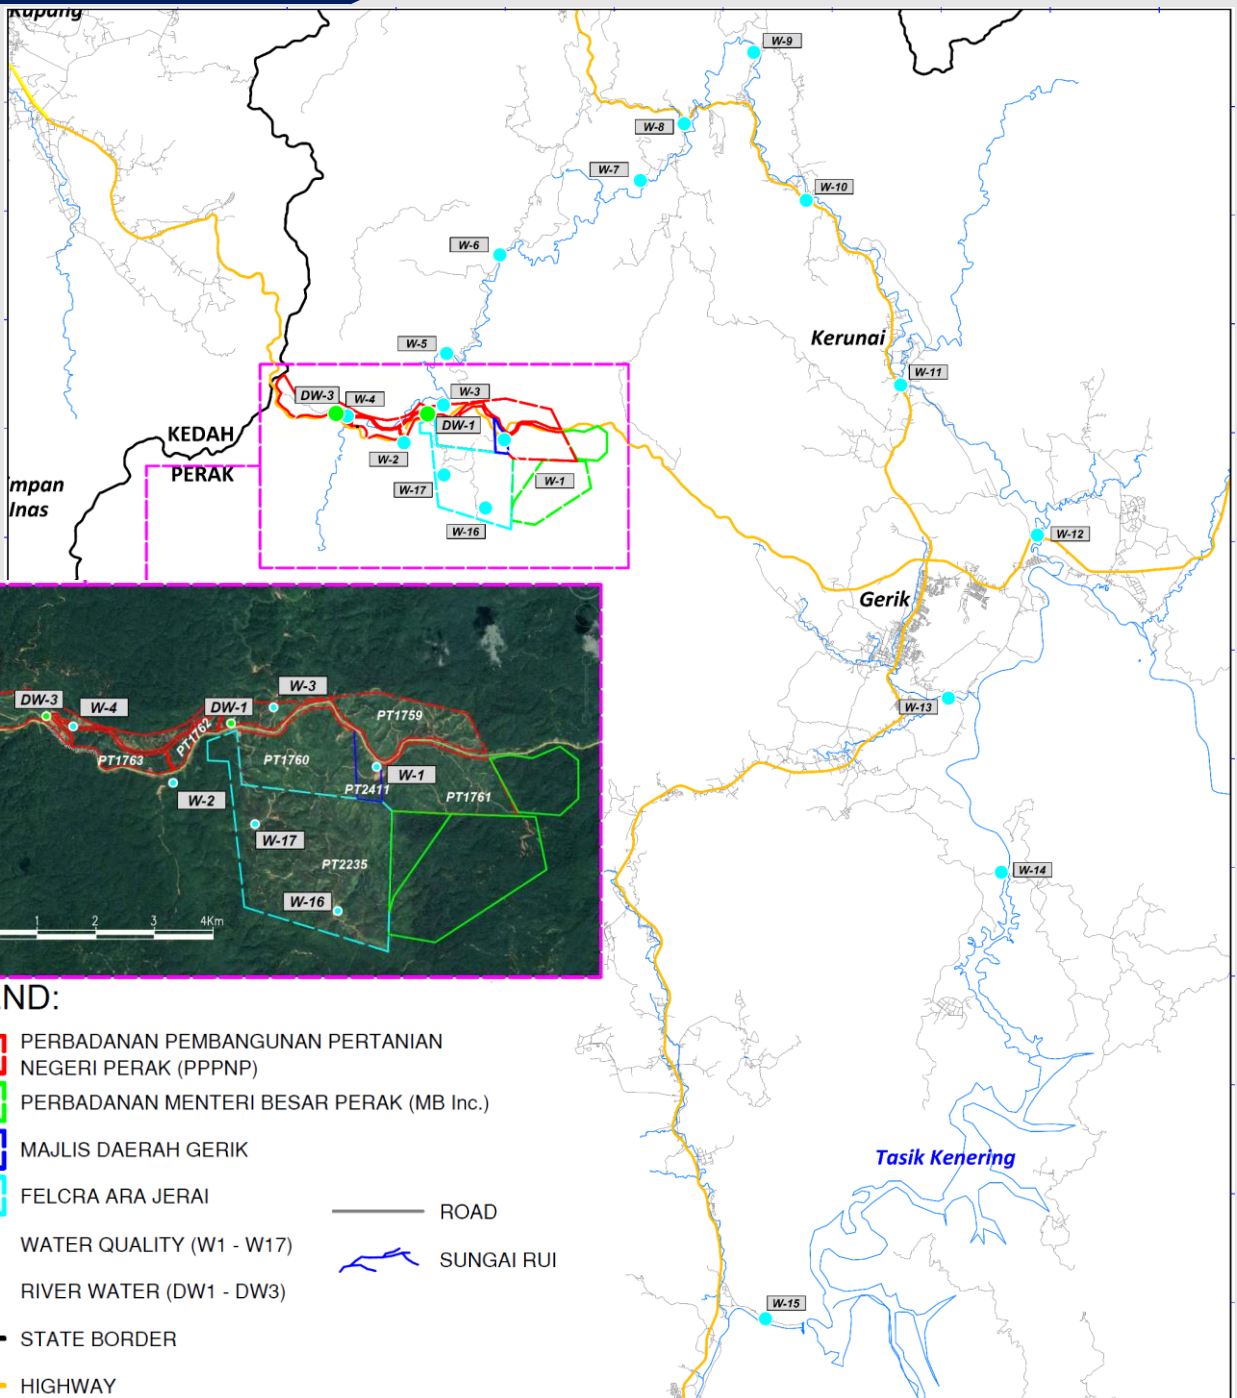 Kupang
W-9
W-8
W-7
W-10
W-6
Kerunai
W-5
W-11
DW-3
W-4
W-3
DW-1
KEDAH
W-2
PERAK
W-17
W-1
mpan
Inas
W-16
W-12
Gerik
W-13
W-3
DW-3
W-4
DW-1
PT1759
PT1762
PT1763
PT1760
W-1
PT2411
PT1761
W-2
W-17
PT2235
W-14
W-16
1 2 3 4Km
ND:
PERBADANAN PEMBANGUNAN PERTANIAN
NEGERI PERAK (PPPNP)
PERBADANAN MENTERI BESAR PERAK (MB Inc.)
MAJLIS DAERAH GERIK
Tasik Kenering
FELCRA ARA JERAI
ROAD
WATER QUALITY (W1 - W17)
SUNGAI RUI
RIVER WATER (DW1 - DW3)
W-15
STATE BORDER
HIGHWAY